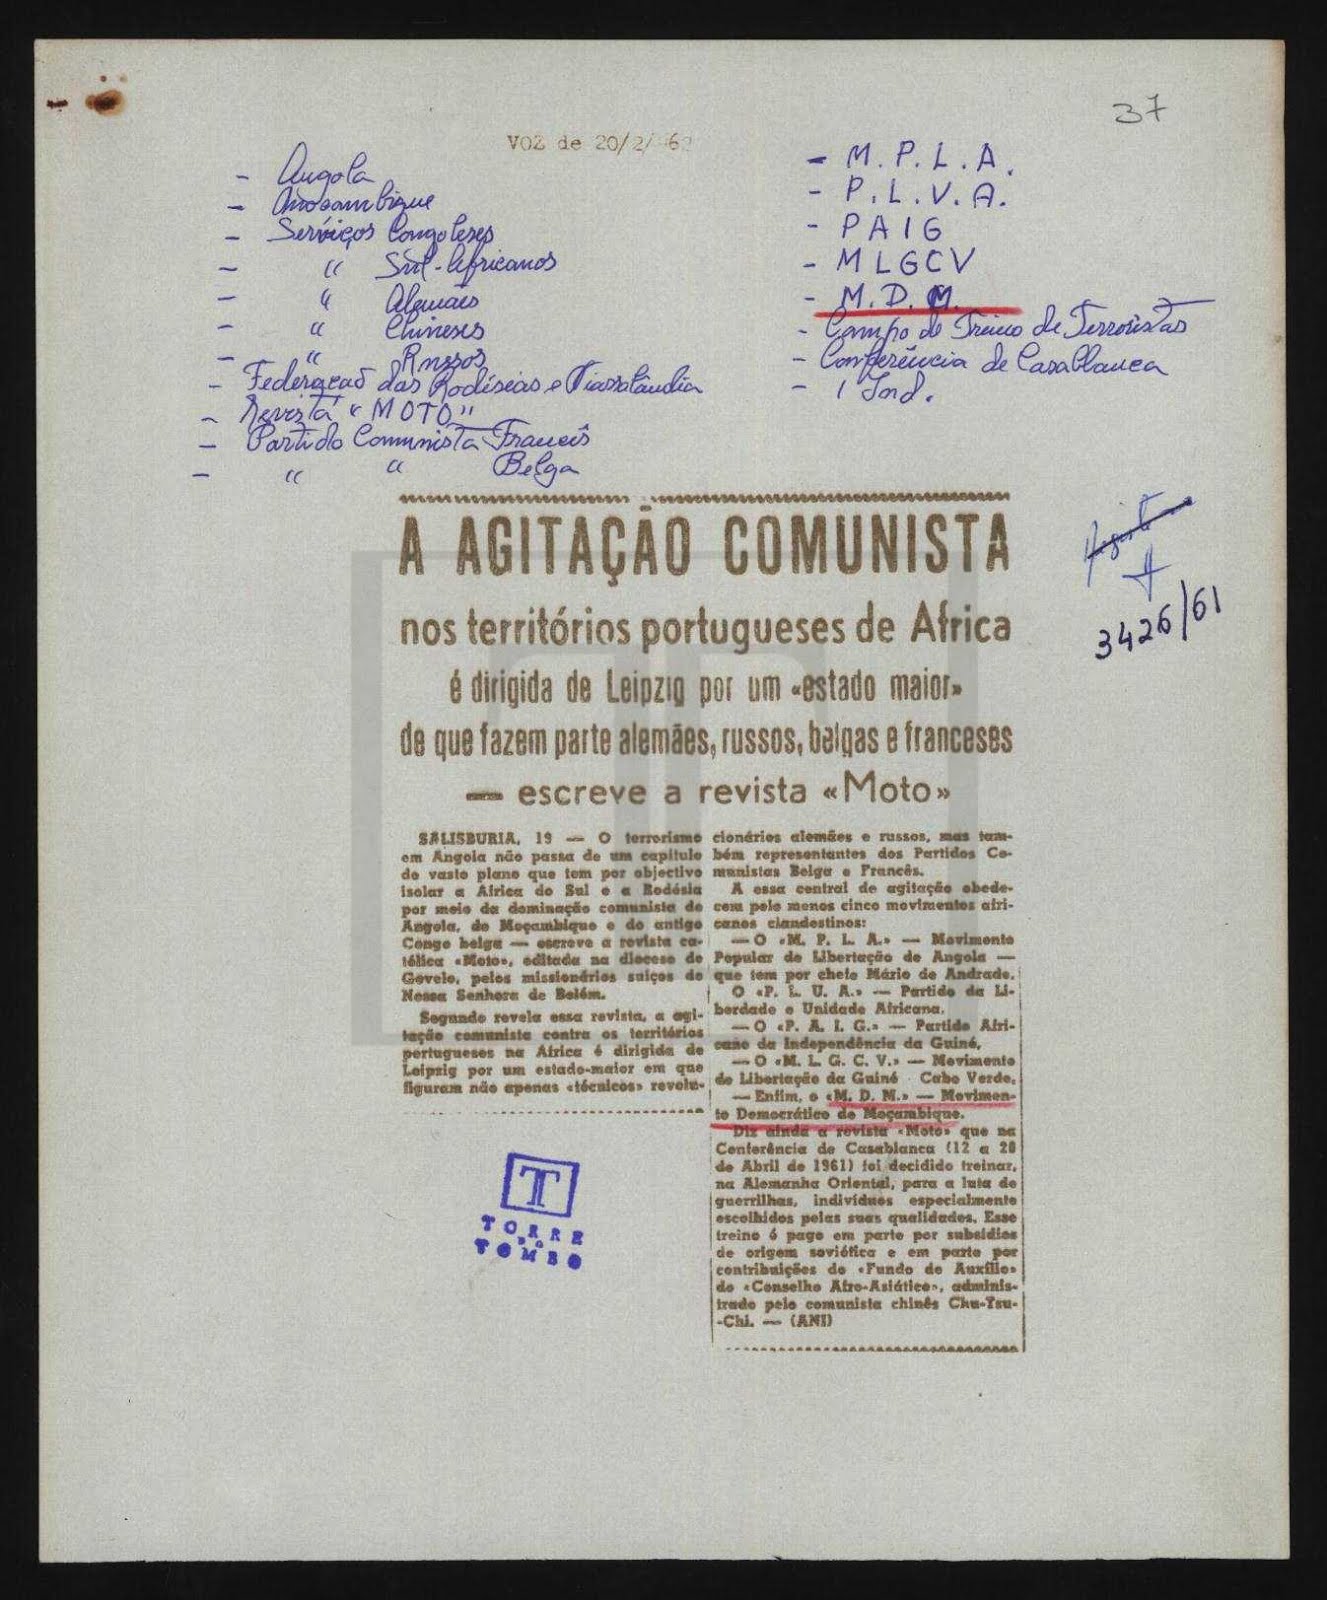 37
VOZ de 20/2/62
- Angola
- Mosambique
- Serviços Congoleses
- " Sul-Africanos
- " Alemais
- " Chineses
- " Russos
- Federação das Rodísias e Niassalandia
- Revista "MOTO"
- Partido Comunista Francês
- " " Belga
- M. P. L. A.
- P. L. V. A.
- PAIG
- MLGCV
- M. D. M.
- Campo de Treino de Terroristas
- Conferência de Casablanca
- 1 Ind.
3426/61
A AGITAÇÃO COMUNISTA
nos territórios portugueses de Africa
é dirigida de Leipzig por um «estado maior»
de que fazem parte alemães, russos, belgas e franceses
— escreve a revista «Moto»
SALISBURIA, 19 — O terrorismo
em Angola não passa de um capítulo
do vasto plano que tem por objectivo
isolar a Africa do Sul e a Rodésia
por meio da dominação comunista de
Angola, de Moçambique e do antigo
Congo belga — escreve a revista ca-
tólica «Moto», editada na diocese de
Govelo, pelos missionários suíços de
Nossa Senhora de Belém.
Segundo revela essa revista, a agi-
tação comunista contra os territórios
portugueses na Africa é dirigida de
Leipzig por um estado-maior em que
figuram não apenas «técnicos» revolu-
cionários alemães e russos, mas tam-
bém representantes dos Partidos Co-
munistas Belga e Francês.
A essa central de agitação obede-
cem pelo menos cinco movimentos afri-
canos clandestinos:
— O «M. P. L. A.» — Movimento
Popular de Libertação de Angola —
que tem por chefe Mário de Andrade.
O «P. L. U. A.» — Partido da Li-
berdade e Unidade Africana.
— O «P. A. I. G.» — Partido Afri-
cano da Independência da Guiné,
— O «M. L. G. C. V.» — Movimento
de Libertação da Guiné - Cabo Verde,
— Enfim, o «M. D. M.» — Movimen-
to Democrático de Moçambique.
Diz ainda a revista «Moto» que na
Conferência de Casablanca (12 a 20
de Abril de 1961) foi decidido treinar,
na Alemanha Oriental, para a luta de
guerrilhas, indivíduos especialmente
escolhidos pelas suas qualidades. Esse
treino é pago em parte por subsídios
de origem soviética e em parte por
contribuições do «Fundo de Auxílio»
do «Conselho Afro-Asiático», adminis-
trado pelo comunista chinês Chu-Tsu-
-Chi. — (ANI)
TORRE
DO
TOMBO